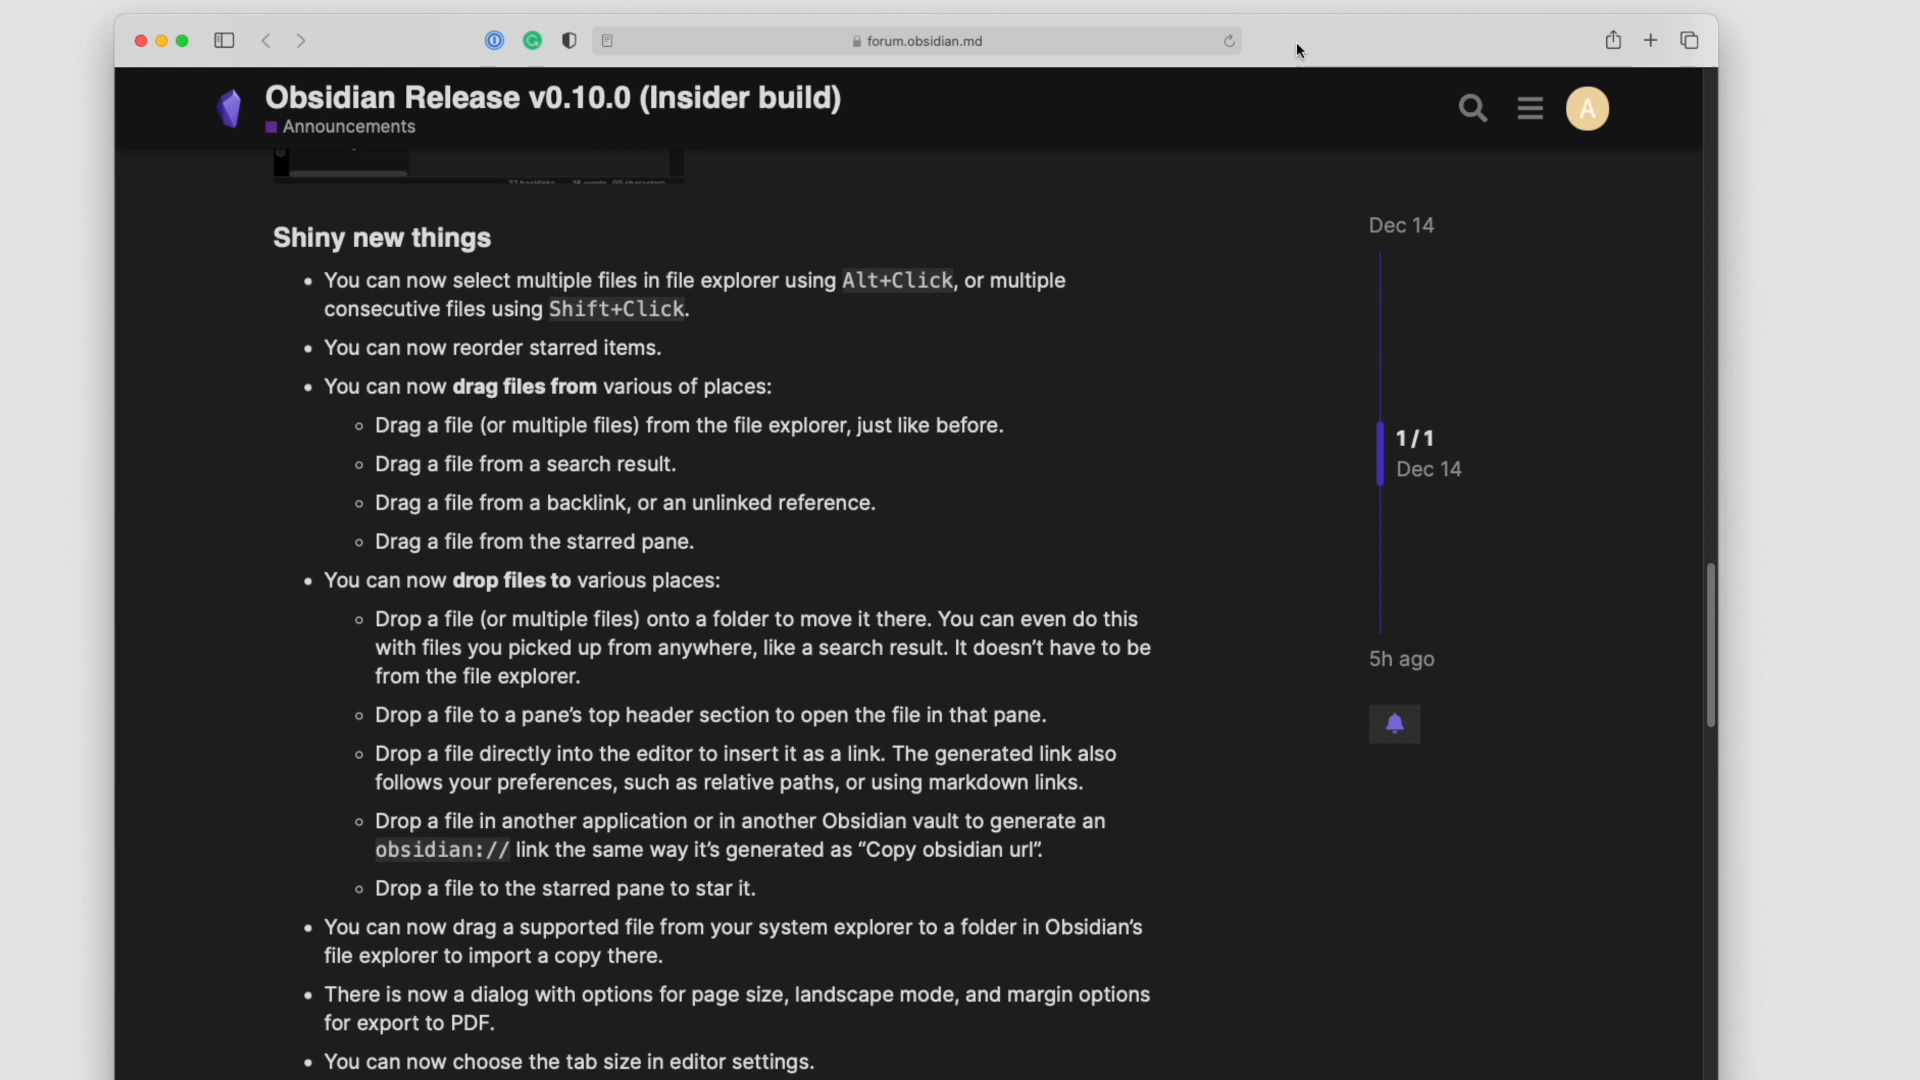 forum.obsidian.md
Obsidian Release v0.10.0 (Insider build)
Announcements
A
Shiny new things
You can now select multiple files in file explorer using Alt+Click, or multiple
consecutive files using Shift+Click.
You can now reorder starred items.
You can now drag files from various of places:
Drag a file (or multiple files) from the file explorer, just like before.
Drag a file from a search result.
Drag a file from a backlink, or an unlinked reference.
Drag a file from the starred pane.
You can now drop files to various places:
Drop a file (or multiple files) onto a folder to move it there. You can even do this
with files you picked up from anywhere, like a search result. It doesn’t have to be
from the file explorer.
Drop a file to a pane’s top header section to open the file in that pane.
Drop a file directly into the editor to insert it as a link. The generated link also
follows your preferences, such as relative paths, or using markdown links.
Drop a file in another application or in another Obsidian vault to generate an
obsidian:// link the same way it’s generated as “Copy obsidian url”.
Drop a file to the starred pane to star it.
You can now drag a supported file from your system explorer to a folder in Obsidian’s
file explorer to import a copy there.
There is now a dialog with options for page size, landscape mode, and margin options
for export to PDF.
You can now choose the tab size in editor settings.
Dec 14
1 / 1
Dec 14
5h ago